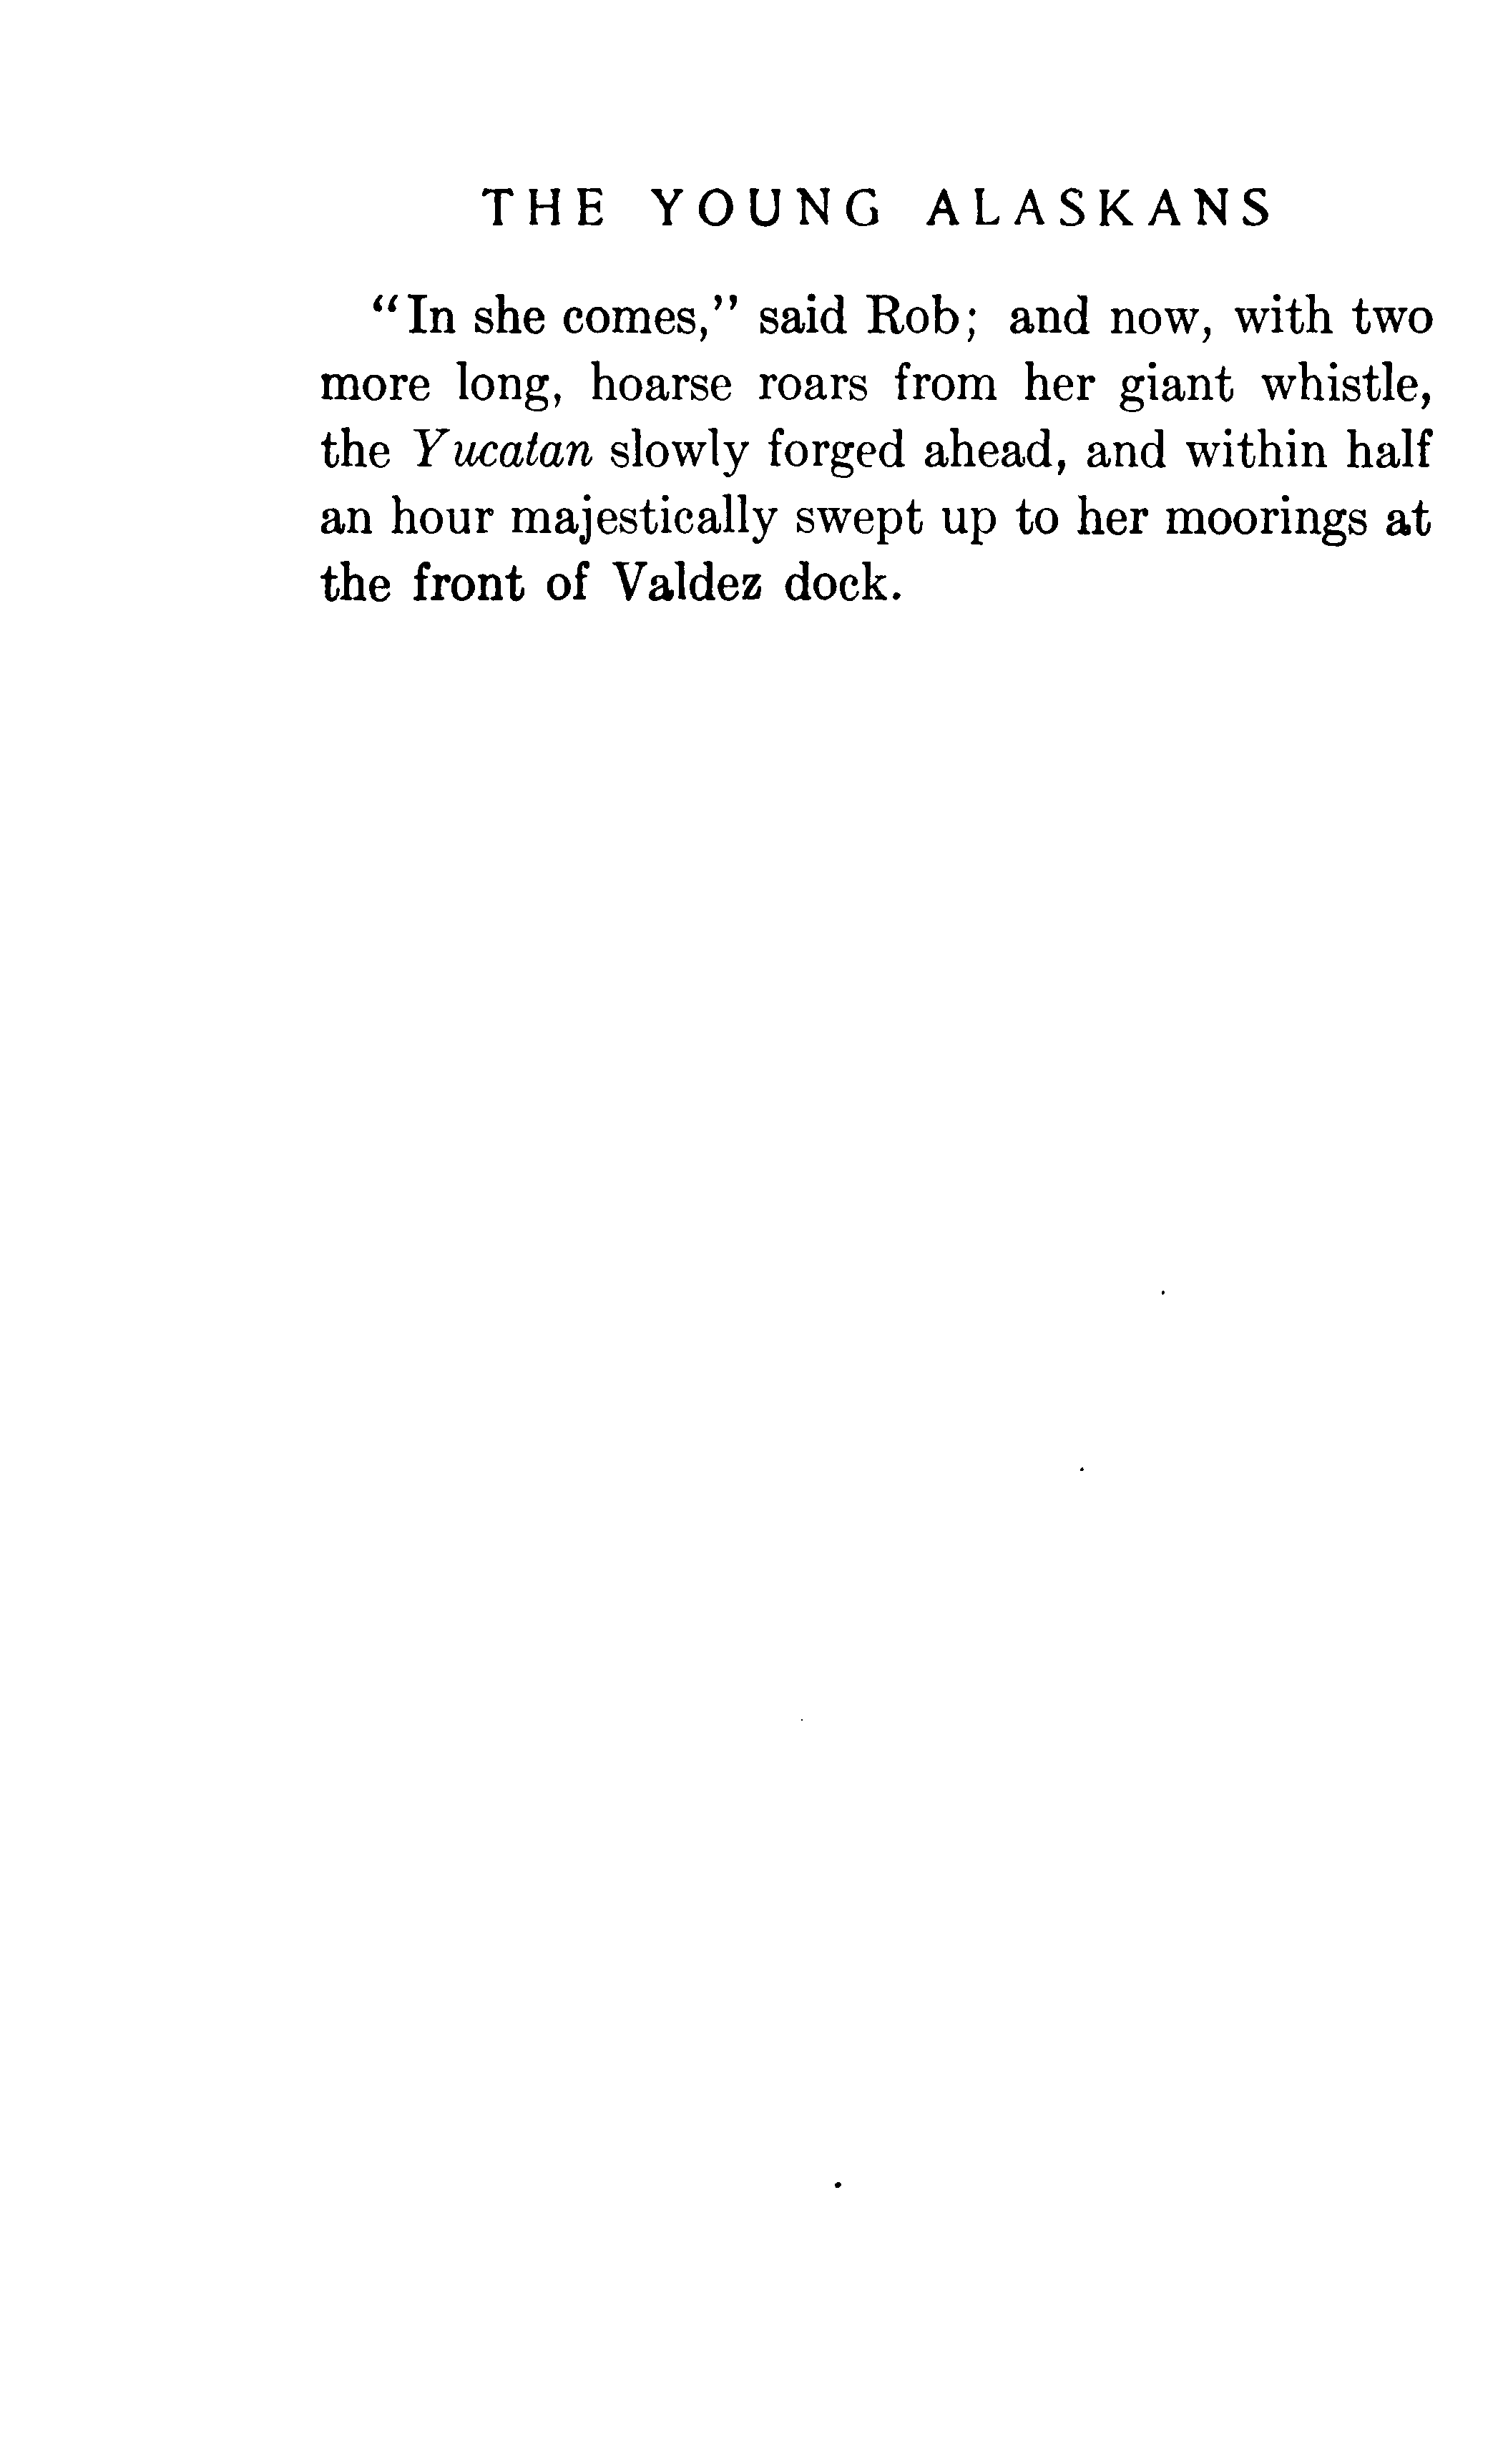 THE YOUNG ALASKANS
"In she comes," said Rob; and now, with two
more long, hoarse roars from her giant whistle,
the Yucatan slowly forged ahead, and within half
an hour majestically swept up to her moorings at
the front of Valdez dock.